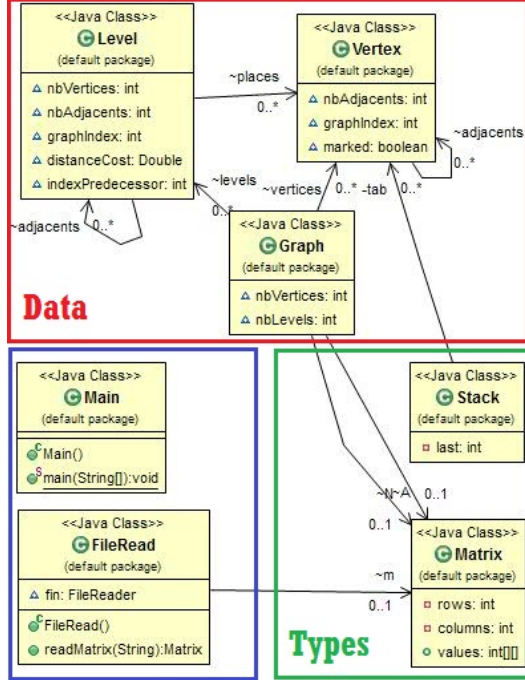 <<Java Class>>
Level
(default package)
nbVertices: int
nbAdjacents: int
graphIndex: int
distanceCost: Double
indexPredecessor: int
~places
0..*
<<Java Class>>
Vertex
(default package)
nbAdjacents: int
graphIndex: int
marked: boolean
~adjacents
0..*
~adjacents
0..*
~levels
0..*
~vertices
0..*
-tab
0..*
<<Java Class>>
Graph
(default package)
nbVertices: int
nbLevels: int
Data
<<Java Class>>
Main
(default package)
Main()
main(String[]):void
<<Java Class>>
Stack
(default package)
last: int
<<Java Class>>
FileRead
(default package)
fin: FileReader
FileRead()
readMatrix(String):Matrix
~N
0..1
~A
0..1
~m
0..1
<<Java Class>>
Matrix
(default package)
rows: int
columns: int
values: int[][]
Types